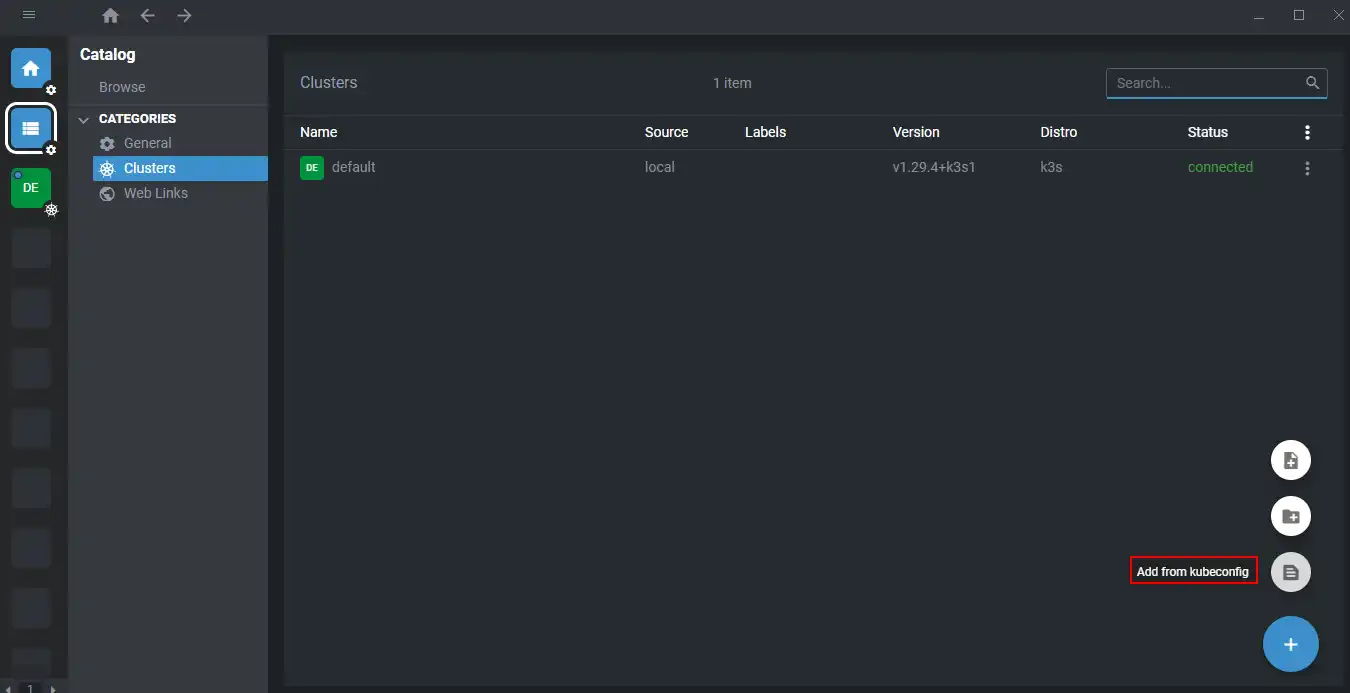 Catalog
Browse
CATEGORIES
General
Clusters
Web Links
DE
Clusters
1 item
Search...
Name Source Labels Version Distro Status
DE default local v1.29.4+k3s1 k3s connected
Add from kubeconfig
1